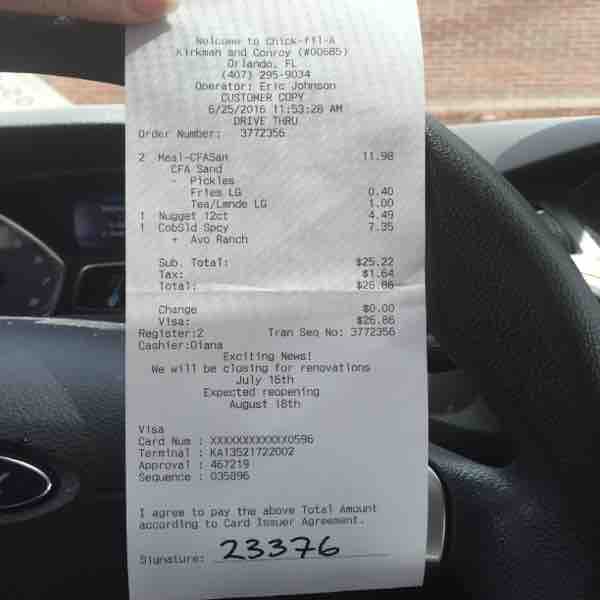 Welcome to Chick-fil-A
Kirkman and Conroy (#00685)
Orlando, FL
(407) 295-9034
Operator: Eric Johnson
CUSTOMER COPY
6/25/2016 11:53:26 AM
DRIVE THRU
Order Number: 3772356
2 Meal-CFASan 11.98
CFA Sand
- Pickles
Fries LG 0.40
Tea/Lmnde LG 1.00
1 Nugget 12ct 4.49
1 CobSld Spcy 7.35
+ Avo Ranch
Sub. Total: $25.22
Tax: $1.64
Total: $26.86
Change $0.00
Visa: $26.86
Register:2 Tran Seq No: 3772356
Cashier:Diana
Exciting News!
We will be closing for renovations
July 15th
Expected reopening
August 18th
Visa
Card Num : XXXXXXXXXXXX0596
Terminal : KA13521722002
Approval : 467219
Sequence : 035896
I agree to pay the above Total Amount
according to Card Issuer Agreement.
Signature: 23376